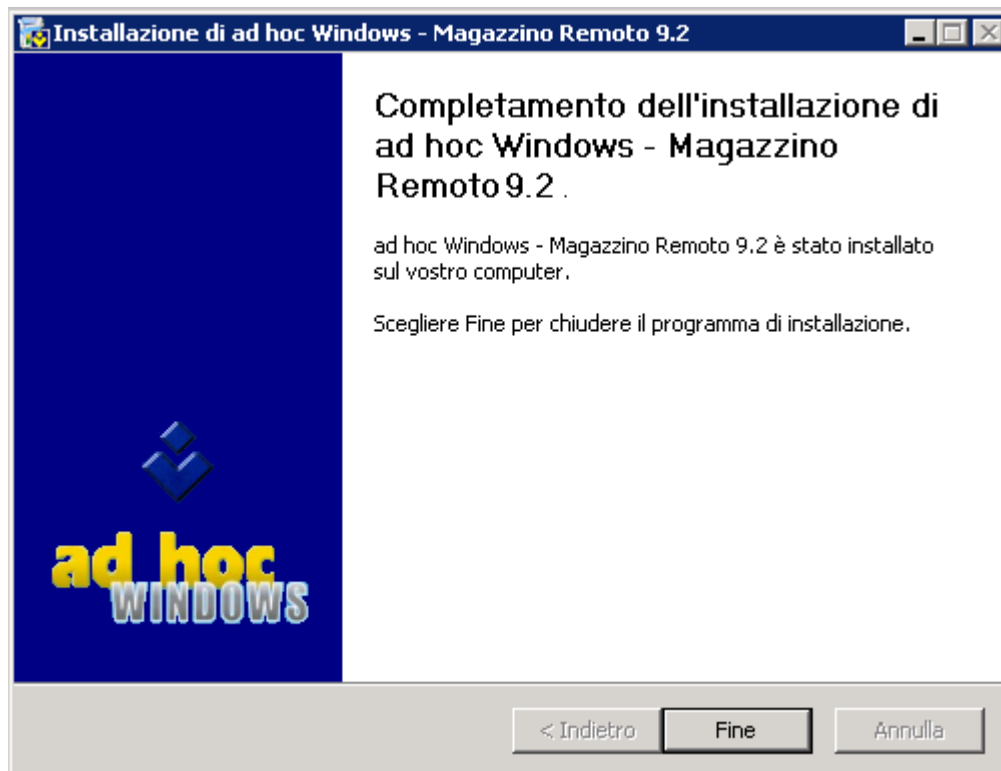 Installazione di ad hoc Windows - Magazzino Remoto 9.2
Completamento dell'installazione di
ad hoc Windows - Magazzino
Remoto 9.2 .
ad hoc Windows - Magazzino Remoto 9.2 è stato installato
sul vostro computer.
Scegliere Fine per chiudere il programma di installazione.
ad hoc
WINDOWS
< Indietro
Fine
Annulla